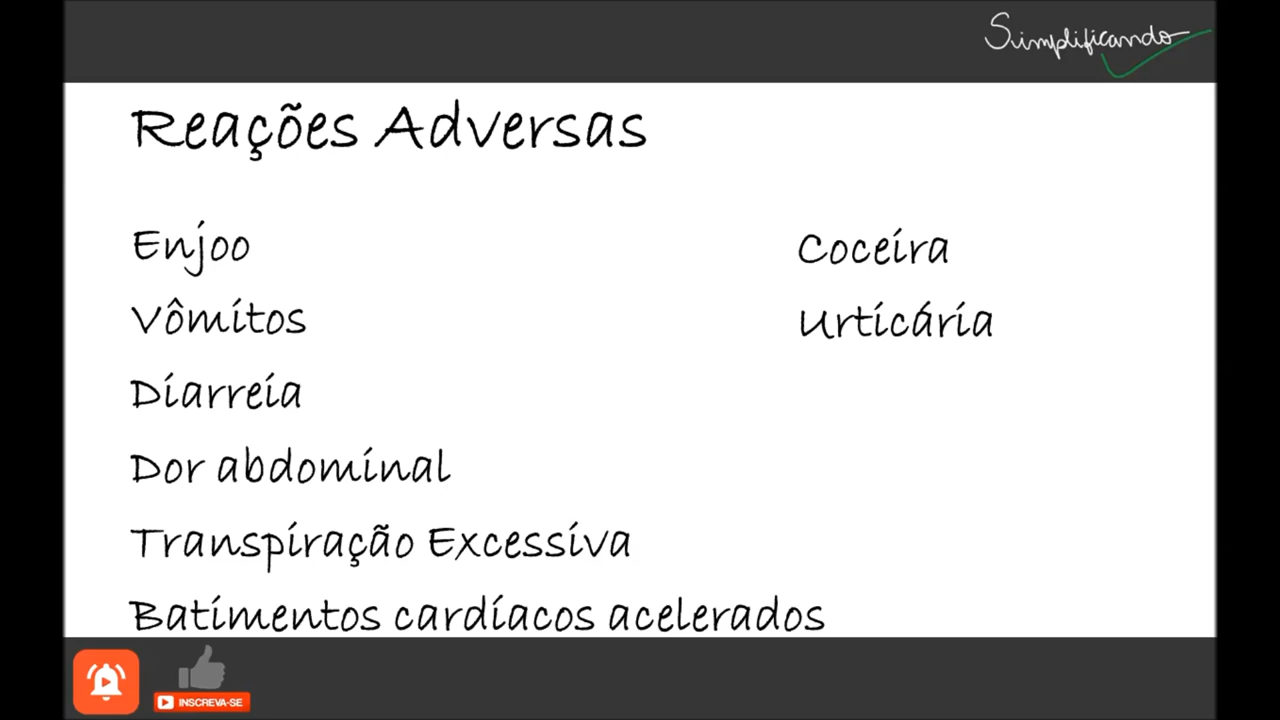 Simplificando
Reações Adversas
Enjoo
Vômitos
Diarreia
Dor abdominal
Transpiração Excessiva
Batimentos cardíacos acelerados
Coceira
Urticária
INSCREVA-SE